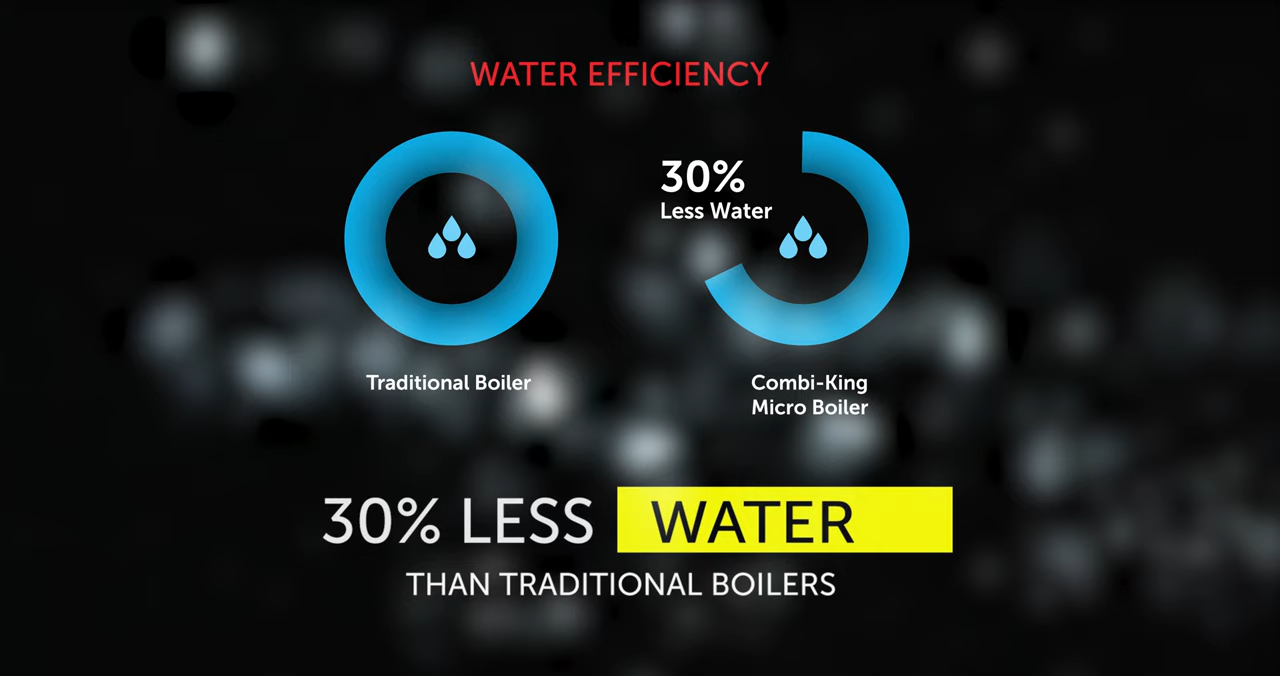 WATER EFFICIENCY
30%
Less Water
Traditional Boiler
Combi-King
Micro Boiler
30% LESS WATER
THAN TRADITIONAL BOILERS